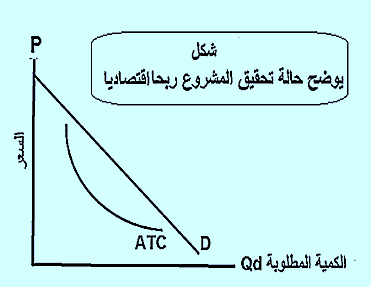 شكل
يوضح حالة تحقيق المشروع ربحا اقتصاديا
P
السعر
ATC
D
الكمية المطلوبة Qd